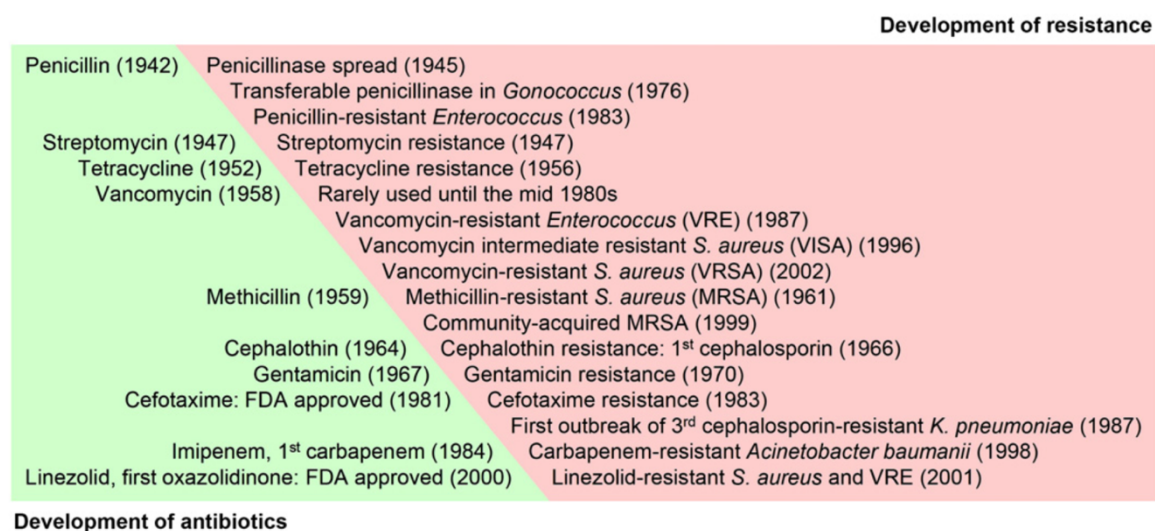 Development of resistance
Penicillin (1942) Penicillinase spread (1945)
Transferable penicillinase in Gonococcus (1976)
Penicillin-resistant Enterococcus (1983)
Streptomycin (1947) Streptomycin resistance (1947)
Tetracycline (1952) Tetracycline resistance (1956)
Vancomycin (1958) Rarely used until the mid 1980s
Vancomycin-resistant Enterococcus (VRE) (1987)
Vancomycin intermediate resistant S. aureus (VISA) (1996)
Vancomycin-resistant S. aureus (VRSA) (2002)
Methicillin (1959) Methicillin-resistant S. aureus (MRSA) (1961)
Community-acquired MRSA (1999)
Cephalothin (1964) Cephalothin resistance: 1st cephalosporin (1966)
Gentamicin (1967) Gentamicin resistance (1970)
Cefotaxime: FDA approved (1981) Cefotaxime resistance (1983)
First outbreak of 3rd cephalosporin-resistant K. pneumoniae (1987)
Imipenem, 1st carbapenem (1984) Carbapenem-resistant Acinetobacter baumanii (1998)
Linezolid, first oxazolidinone: FDA approved (2000) Linezolid-resistant S. aureus and VRE (2001)
Development of antibiotics